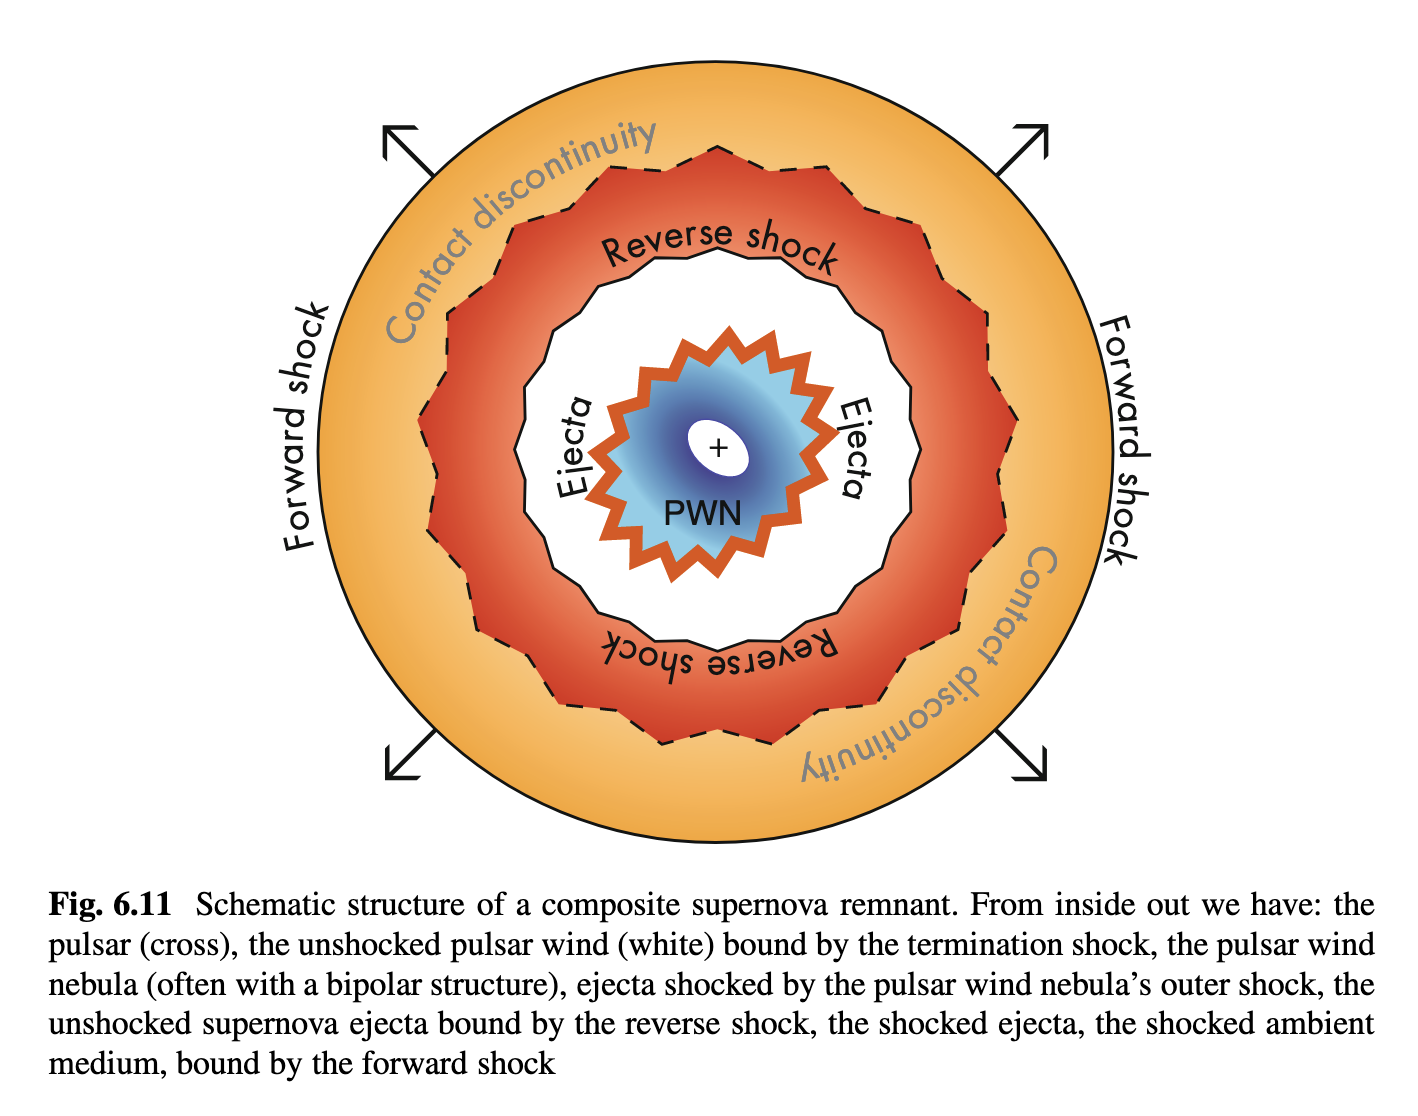 Contact discontinuity
Reverse shock
Forward shock
Forward shock
Ejecta
Ejecta
+
PWN
Reverse shock
Contact discontinuity
Fig. 6.11 Schematic structure of a composite supernova remnant. From inside out we have: the
pulsar (cross), the unshocked pulsar wind (white) bound by the termination shock, the pulsar wind
nebula (often with a bipolar structure), ejecta shocked by the pulsar wind nebula’s outer shock, the
unshocked supernova ejecta bound by the reverse shock, the shocked ejecta, the shocked ambient
medium, bound by the forward shock